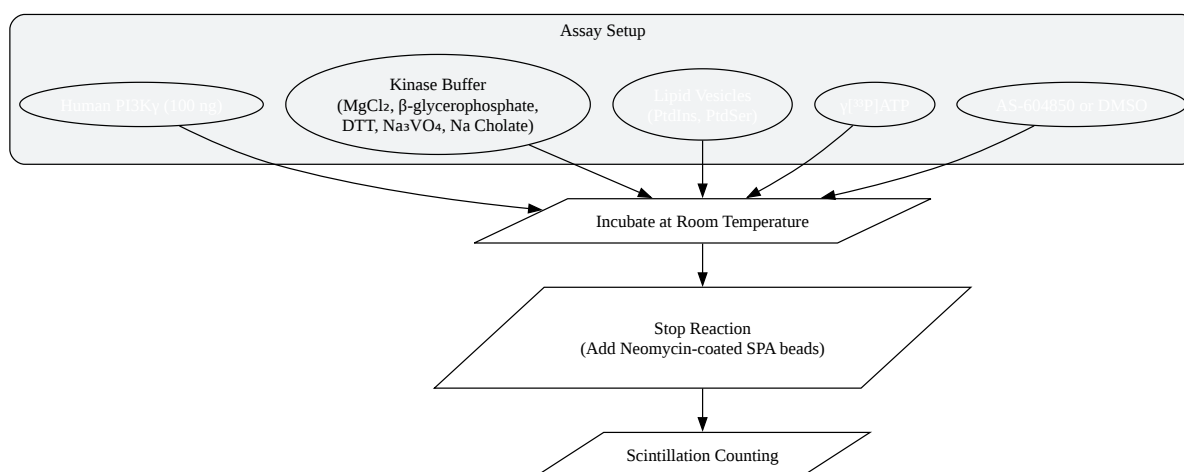 Assay Setup
Human PI3Kγ (100 ng)
Kinase Buffer
(MgCl₂, β-glycerophosphate,
DTT, Na₃VO₄, Na Cholate)
Lipid Vesicles
(PtdIns, PtdSer)
γ[³³P]ATP
AS-604850 or DMSO
Incubate at Room Temperature
Stop Reaction
(Add Neomycin-coated SPA beads)
Scintillation Counting